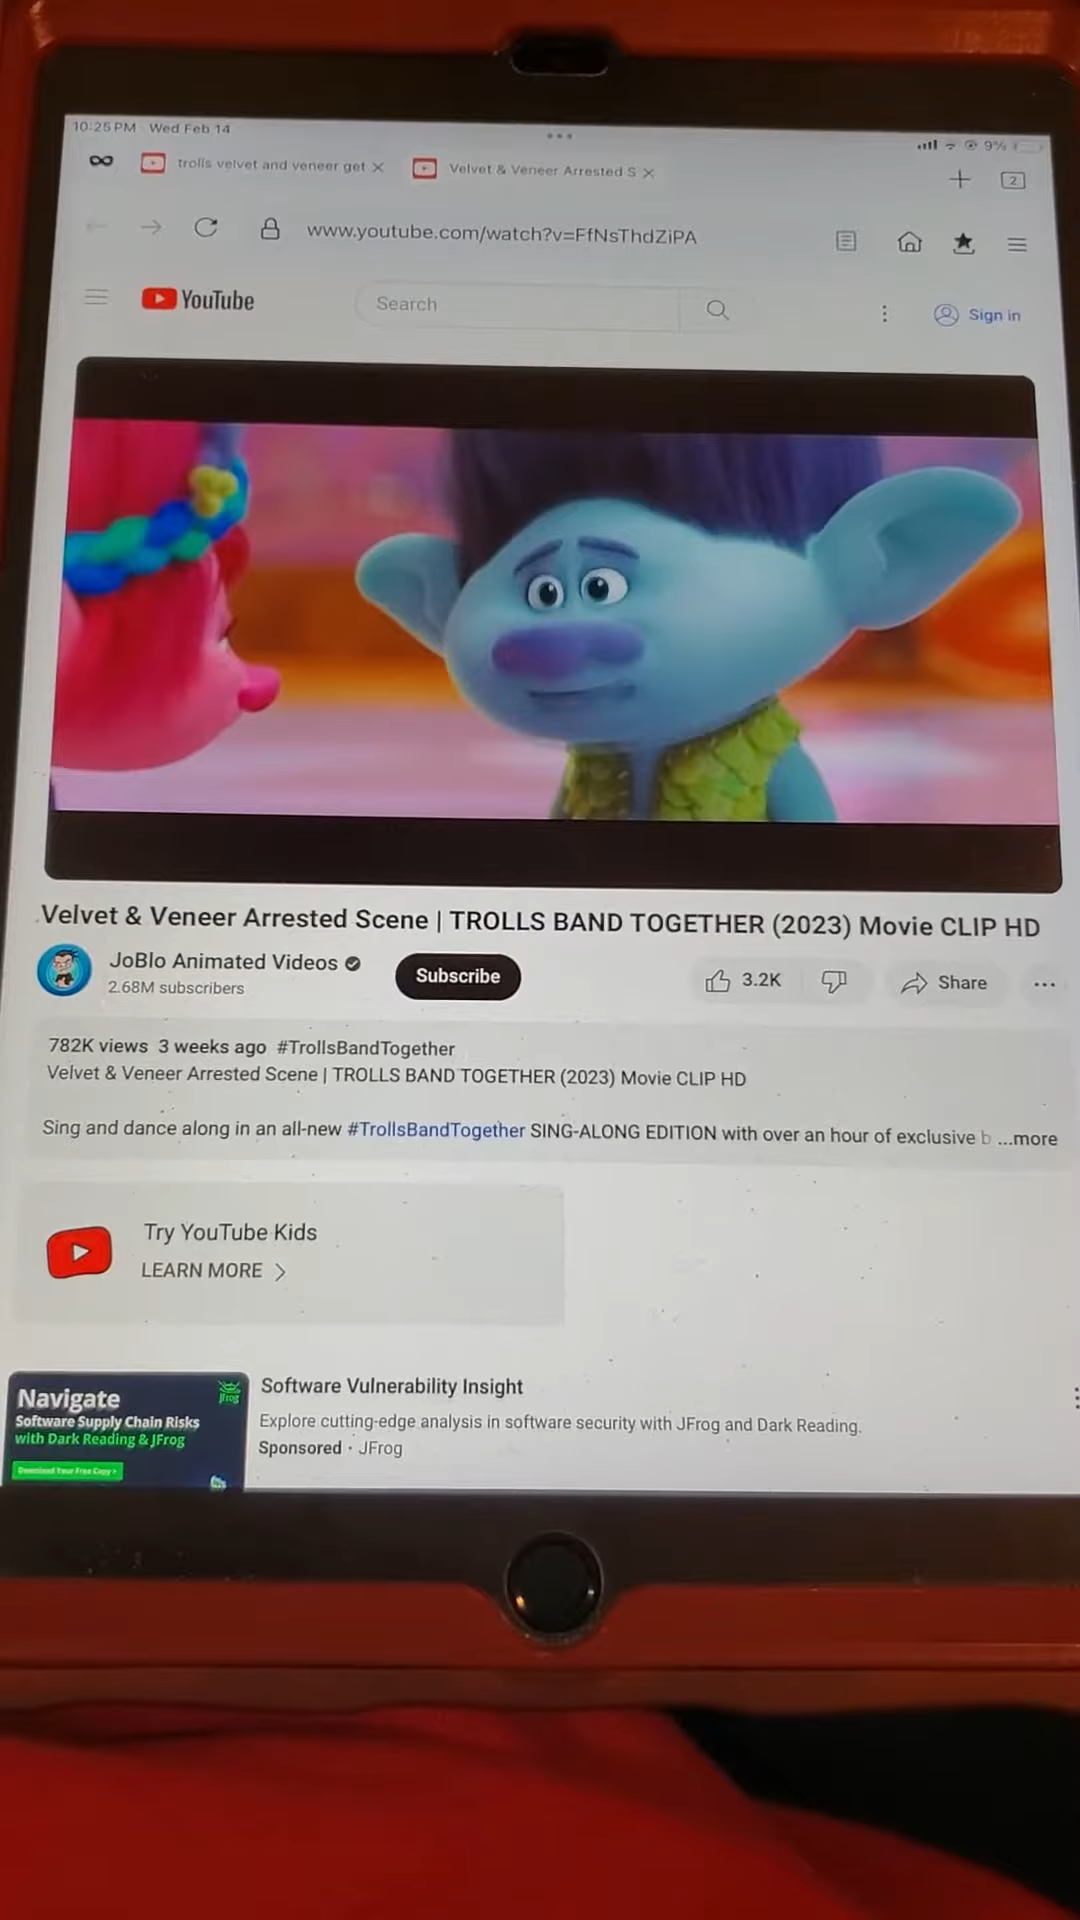 10:25 PM Wed Feb 14
9%
trolls velvet and veneer get
Velvet & Veneer Arrested S
2
www.youtube.com/watch?v=FfNsThdZiPA
YouTube
Search
Sign in
Velvet & Veneer Arrested Scene | TROLLS BAND TOGETHER (2023) Movie CLIP HD
JoBlo Animated Videos
2.68M subscribers
Subscribe
3.2K
Share
782K views 3 weeks ago #TrollsBandTogether
Velvet & Veneer Arrested Scene | TROLLS BAND TOGETHER (2023) Movie CLIP HD
Sing and dance along in an all-new #TrollsBandTogether SING-ALONG EDITION with over an hour of exclusive b ...more
Try YouTube Kids
LEARN MORE
Navigate
Software Supply Chain Risks
with Dark Reading & JFrog
Download Your Free Copy
JFrog
Software Vulnerability Insight
Explore cutting-edge analysis in software security with JFrog and Dark Reading.
Sponsored · JFrog